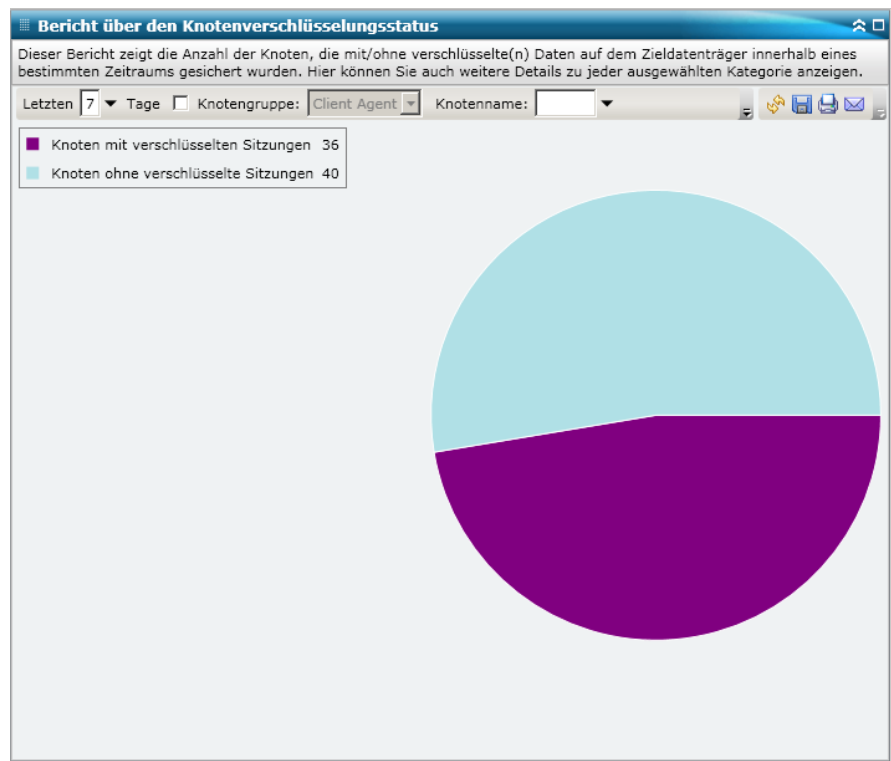 Bericht über den Knotenverschlüsselungsstatus
Dieser Bericht zeigt die Anzahl der Knoten, die mit/ohne verschlüsselte(n) Daten auf dem Zieldatenträger innerhalb eines
bestimmten Zeitraums gesichert wurden. Hier können Sie auch weitere Details zu jeder ausgewählten Kategorie anzeigen.
Letzten 7 Tage Knotengruppe: Client Agent Knotenname:
Knoten mit verschlüsselten Sitzungen 36
Knoten ohne verschlüsselte Sitzungen 40